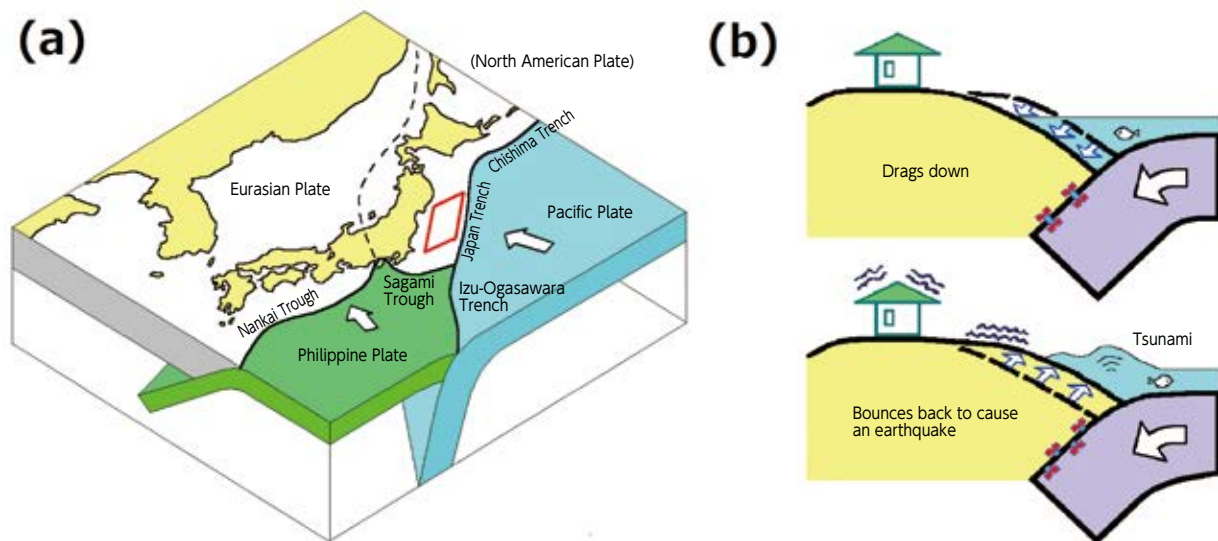 (a)
(North American Plate)
Chishima Trench
Eurasian Plate
Japan Trench
Pacific Plate
Sagami
Trough
Izu-Ogasawara
Trench
Nankai Trough
Philippine Plate
(b)
Drags down
Tsunami
Bounces back to cause
an earthquake